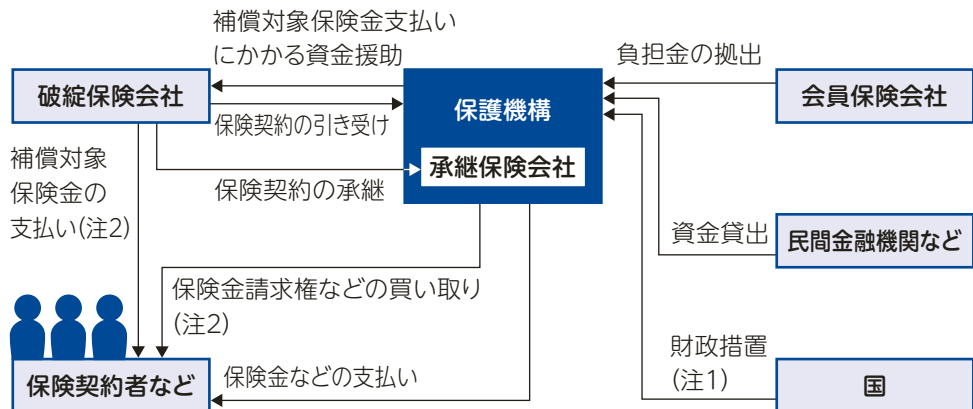 補償対象保険金支払い
にかかる資金援助
負担金の拠出
破綻保険会社
保護機構
会員保険会社
保険契約の引き受け
承継保険会社
補償対象
保険金の
支払い(注2)
保険契約の承継
資金貸出
民間金融機関など
保険金請求権などの買い取り
(注2)
財政措置
(注1)
保険契約者など
保険金などの支払い
国